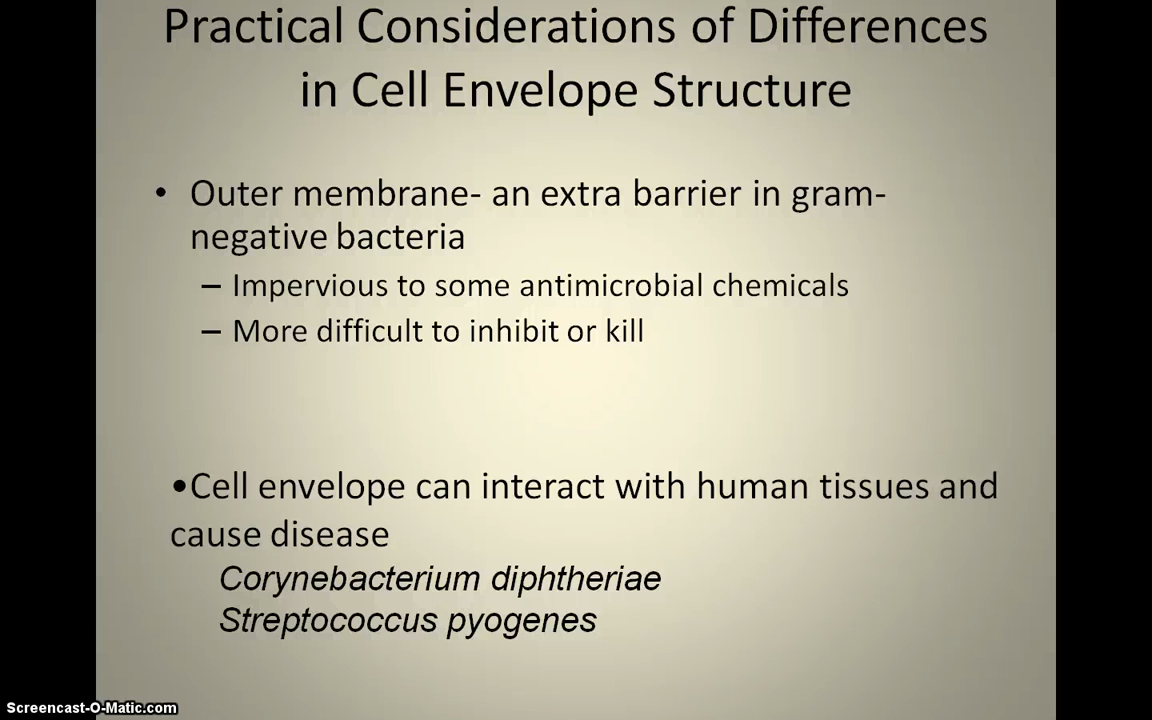 Practical Considerations of Differences
in Cell Envelope Structure
• Outer membrane- an extra barrier in gram-
negative bacteria
– Impervious to some antimicrobial chemicals
– More difficult to inhibit or kill
•Cell envelope can interact with human tissues and
cause disease
Corynebacterium diphtheriae
Streptococcus pyogenes
Screencast-O-Matic.com